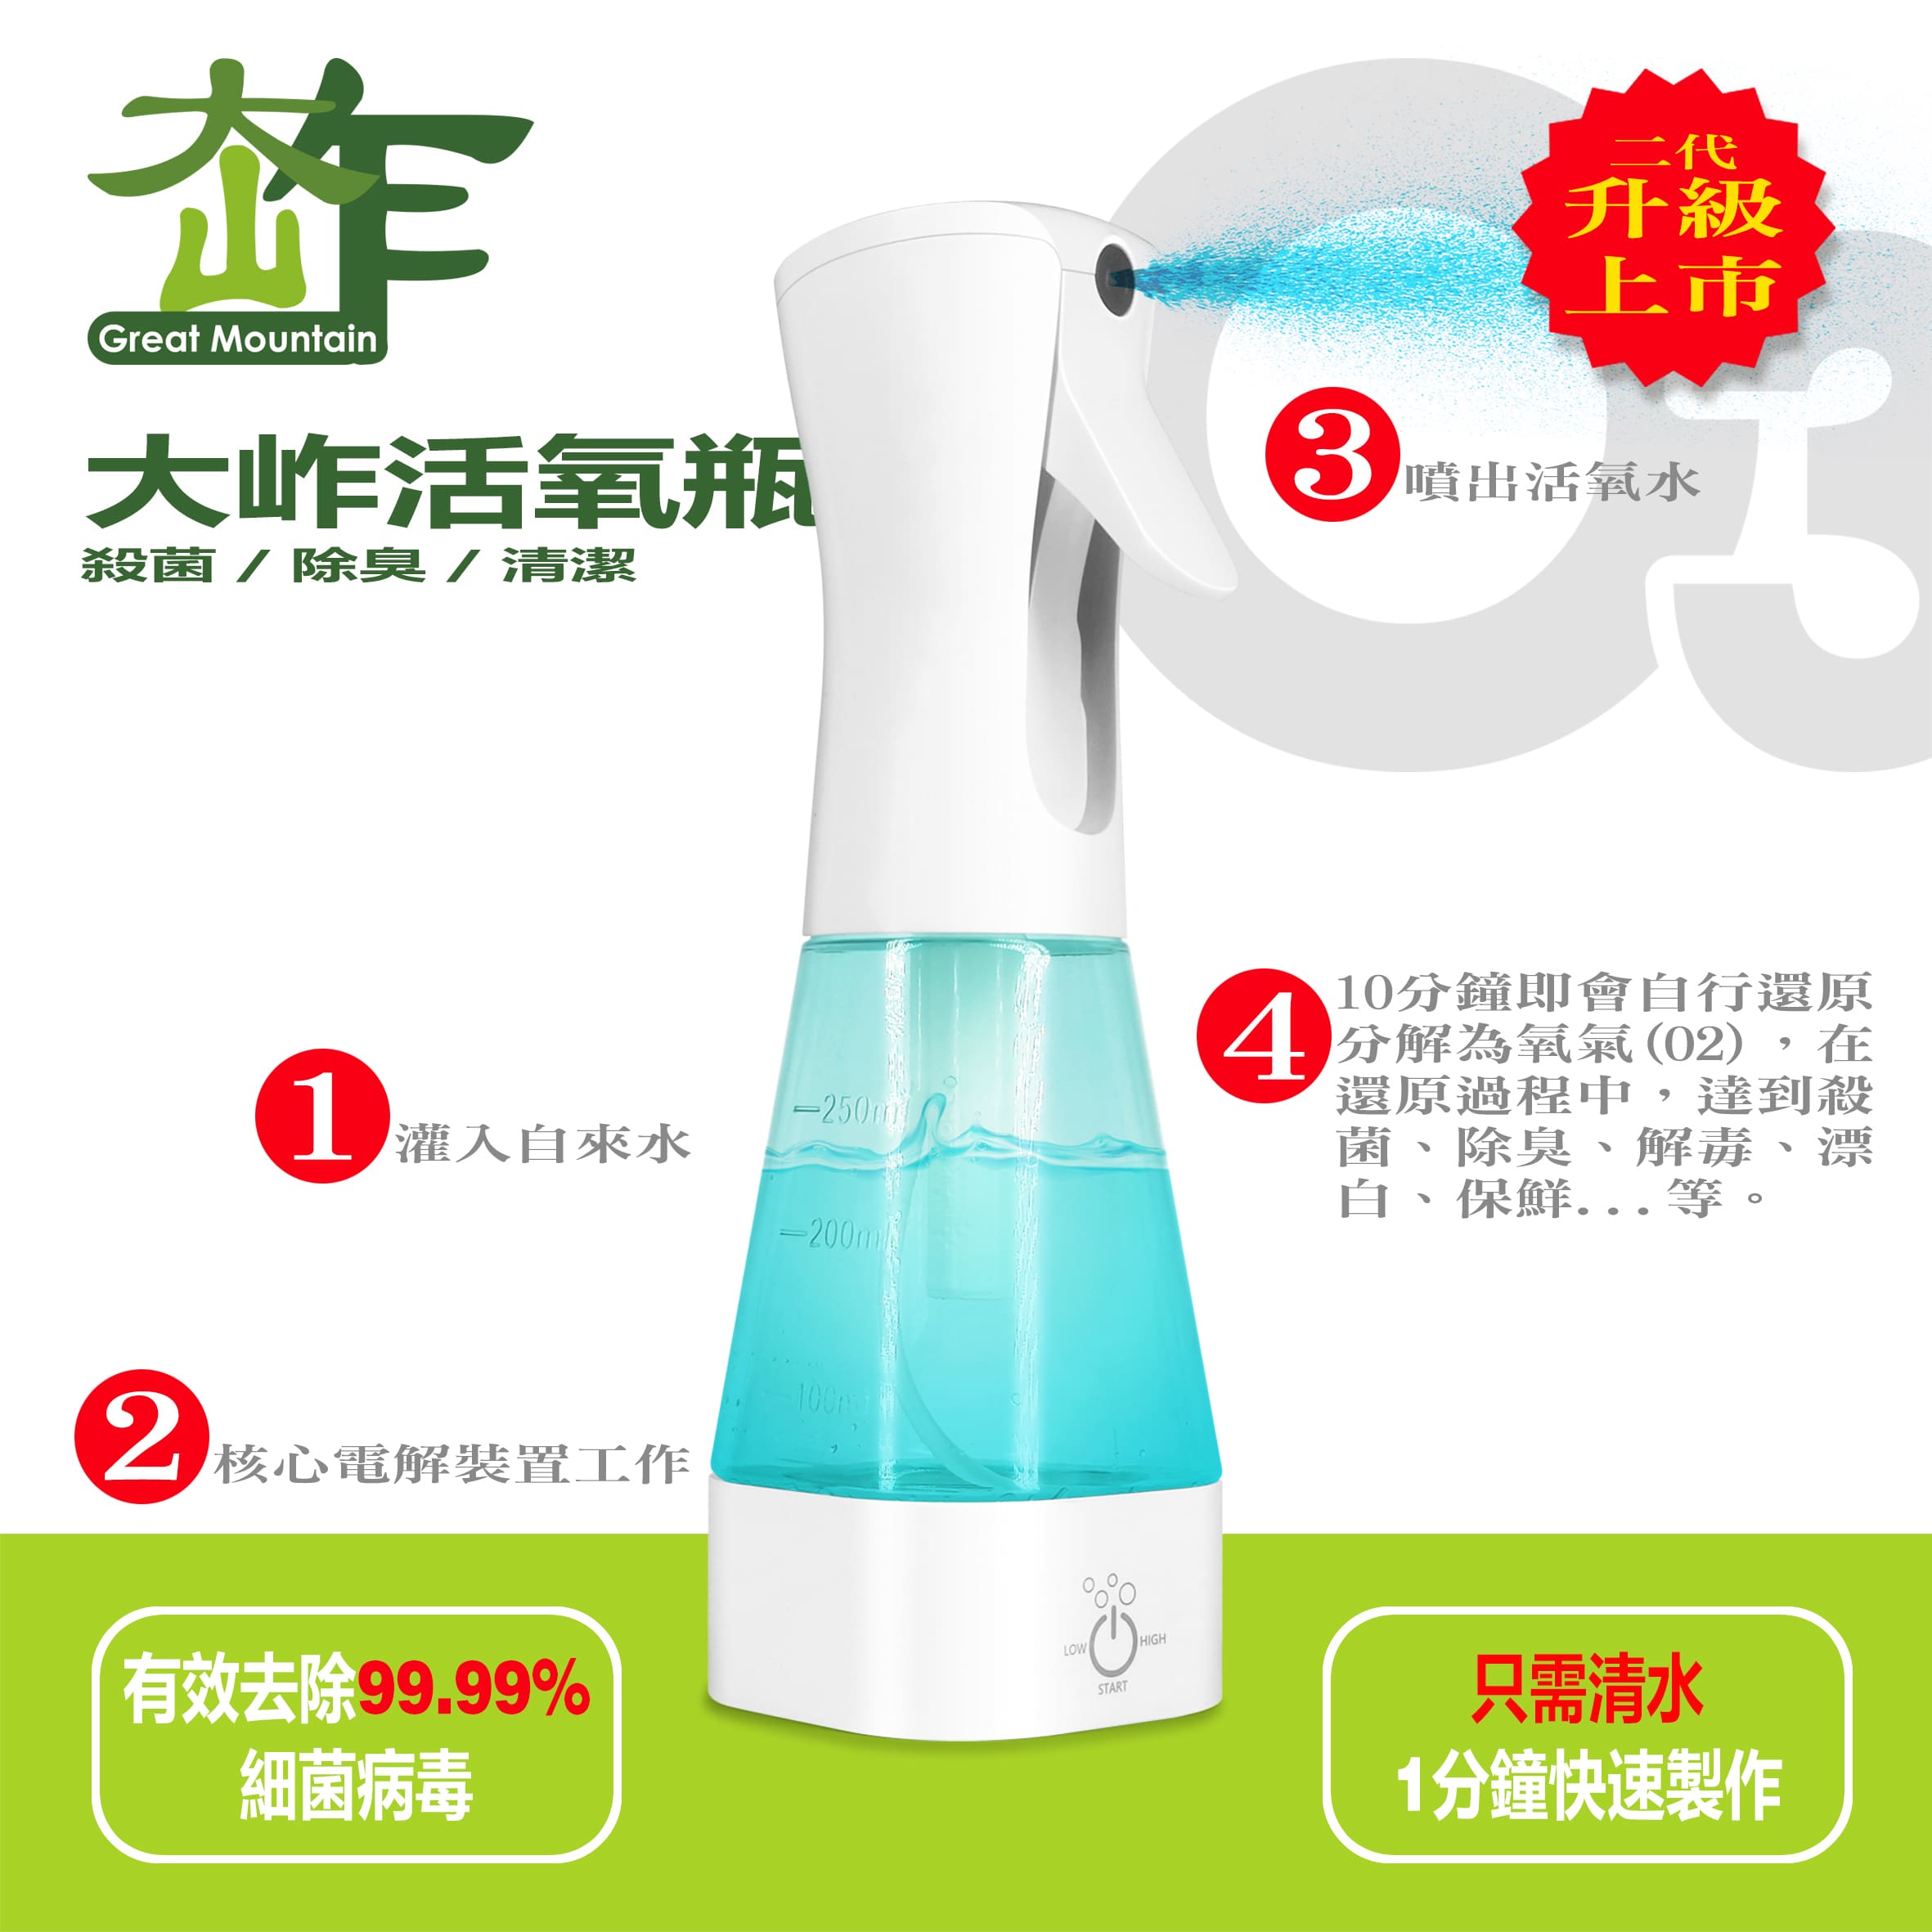 大岞
Great Mountain
大岞活氧瓶
殺菌／除臭／清潔
二代
升級
上市
O3
3
噴出活氧水
4
10分鐘即會自行還原
分解為氧氣(O2)，在
還原過程中，達到殺
菌、除臭、解毒、漂
白、保鮮...等。
1
灌入自來水
2
核心電解裝置工作
250ml
200ml
100ml
LOW
HIGH
START
有效去除99.99%
細菌病毒
只需清水
1分鐘快速製作